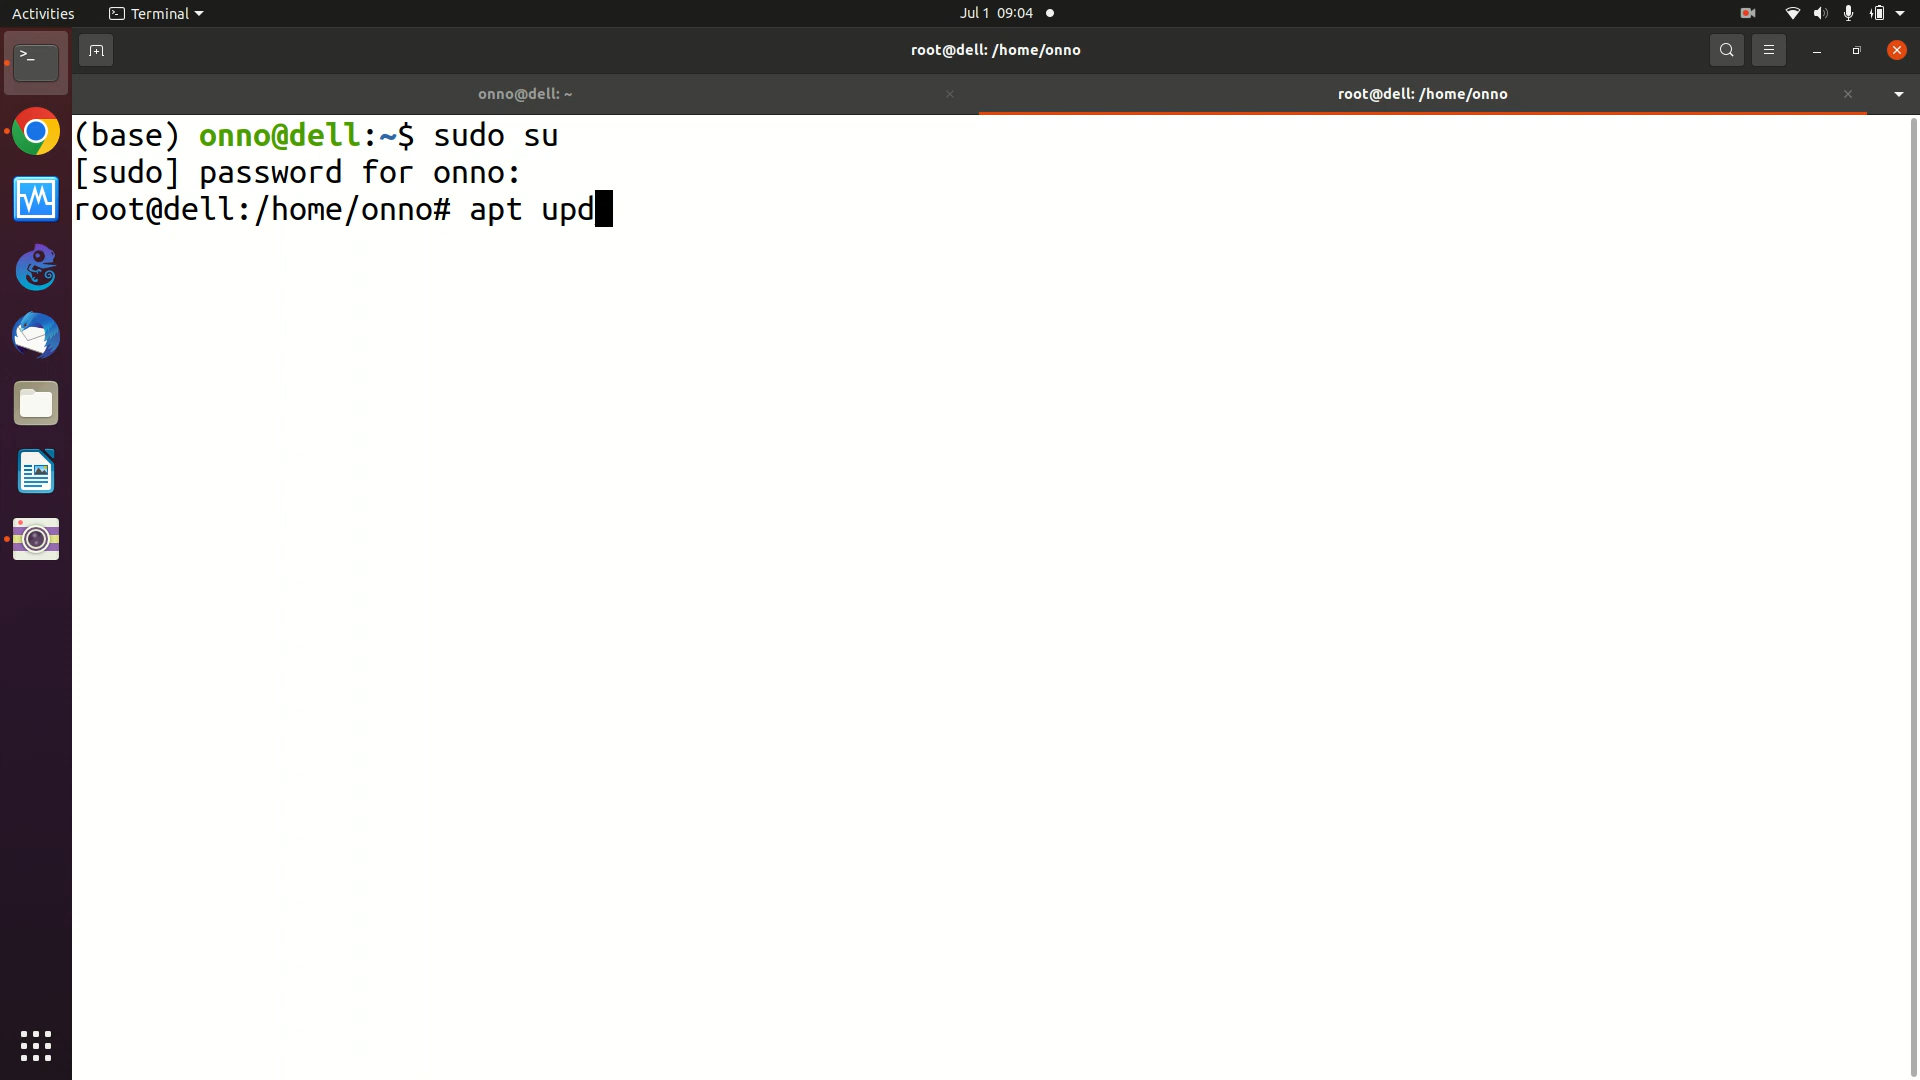 Activities
Terminal
Jul 1 09:04
root@dell: /home/onno
onno@dell: ~
root@dell: /home/onno
(base) onno@dell:~$ sudo su
[sudo] password for onno:
root@dell:/home/onno# apt upd